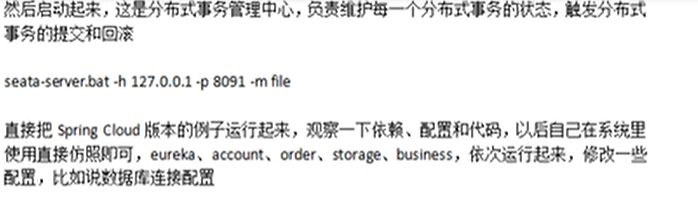 然后启动起来，这是分布式事务管理中心，负责维护每一个分布式事务的状态，触发分布式
事务的提交和回滚
seata-server.bat -h 127.0.0.1 -p 8091 -m file
直接把 Spring Cloud 版本的例子运行起来，观察一下依赖、配置和代码，以后自己在系统里
使用直接仿照即可，eureka、account、order、storage、business，依次运行起来，修改一些
配置，比如说数据库连接配置